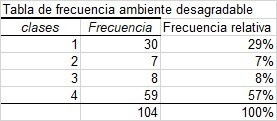 Tabla de frecuencia ambiente desagradable
clases Frecuencia Frecuencia relativa
1 30 29%
2 7 7%
3 8 8%
4 59 57%
104 100%